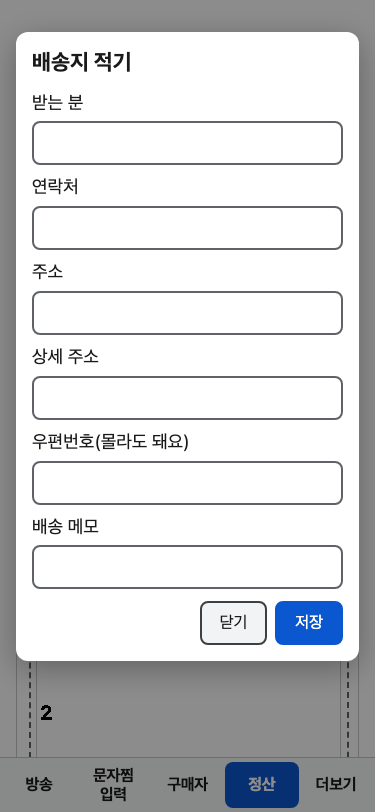 배송지 적기
받는 분
연락처
주소
상세 주소
우편번호(몰라도 돼요)
배송 메모
닫기 저장
2
방송 문자찜 입력 구매자 정산 더보기